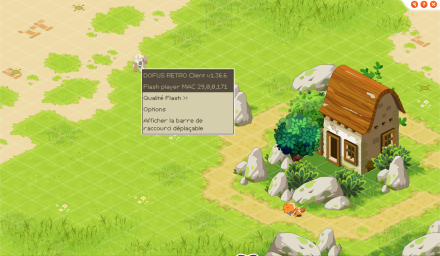 DOFUS RETRO Client v1.36.6
Flash player MAC 29,0,0,171
Qualité Flash >>
Options
Afficher la barre de
raccourci déplaçable